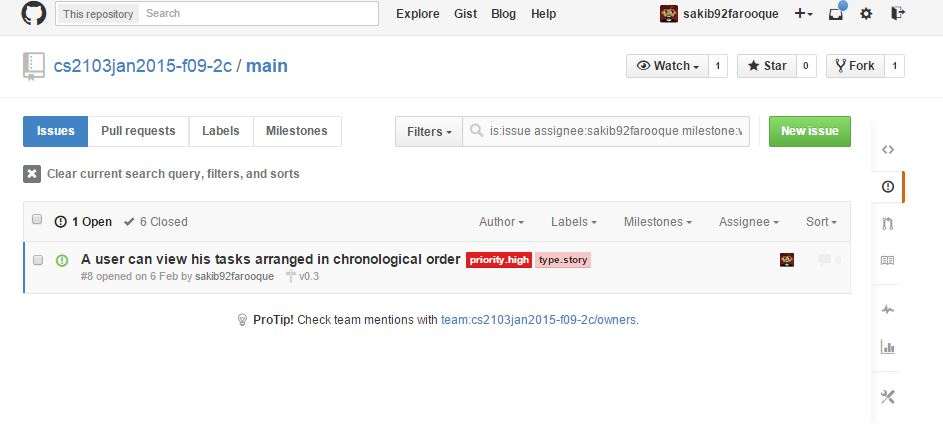 This repository Search Explore Gist Blog Help sakib92farooque
cs2103jan2015-f09-2c / main Watch 1 Star 0 Fork 1
Issues Pull requests Labels Milestones Filters is:issue assignee:sakib92farooque milestone:v New issue
Clear current search query, filters, and sorts
1 Open 6 Closed Author Labels Milestones Assignee Sort
A user can view his tasks arranged in chronological order priority.high type.story 0
#8 opened on 6 Feb by sakib92farooque v0.3
ProTip! Check team mentions with team:cs2103jan2015-f09-2c/owners.